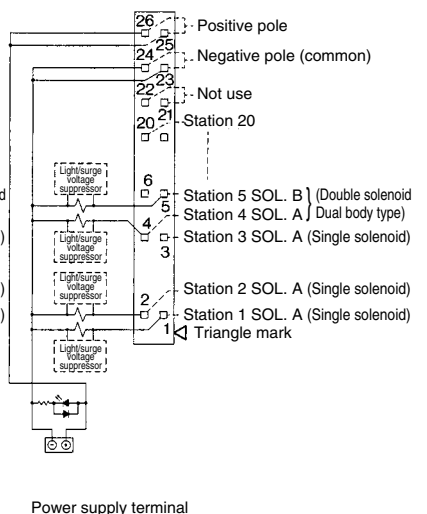 26
Positive pole
25
24
Negative pole (common)
23
22
Not use
21
20
Station 20
Light/surge voltage suppressor
6
d
Station 5 SOL. B (Double solenoid
5
Station 4 SOL. A Dual body type)
4
)
Light/surge voltage suppressor
Station 3 SOL. A (Single solenoid)
3
Light/surge voltage suppressor
)
Station 2 SOL. A (Single solenoid)
2
)
Station 1 SOL. A (Single solenoid)
1
Triangle mark
Light/surge voltage suppressor
Power supply terminal